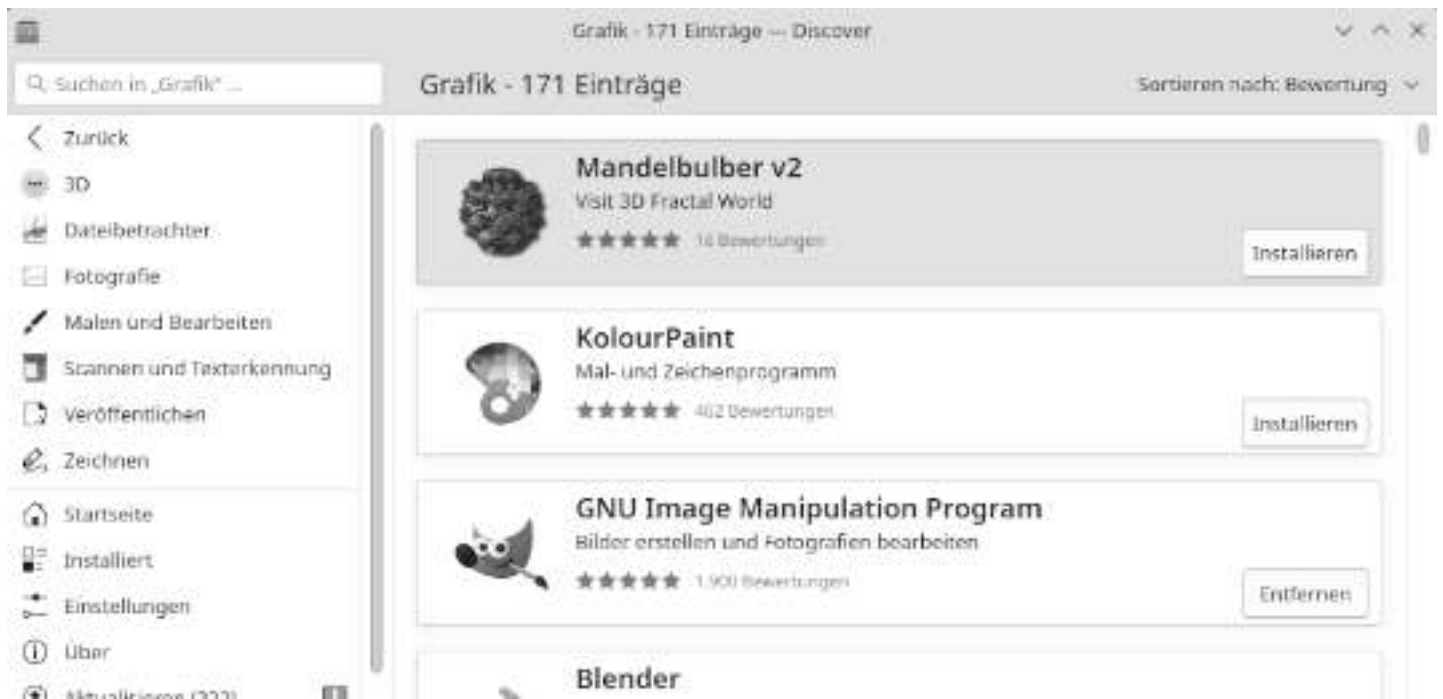 Grafik - 171 Einträge — Discover
Suchen in „Grafik“ ...
Grafik - 171 Einträge
Sortieren nach: Bewertung
Zurück
3D
Dateibetrachter
Fotografie
Malen und Bearbeiten
Scannen und Texterkennung
Veröffentlichen
Zeichnen
Startseite
Installiert
Einstellungen
Über
Aktualisieren (322)
Mandelbulber v2
Visit 3D Fractal World
Bewertungen
Installieren
KolourPaint
Mal- und Zeichenprogramm
462 Bewertungen
Installieren
GNU Image Manipulation Program
Bilder erstellen und Fotografien bearbeiten
1.900 Bewertungen
Entfernen
Blender